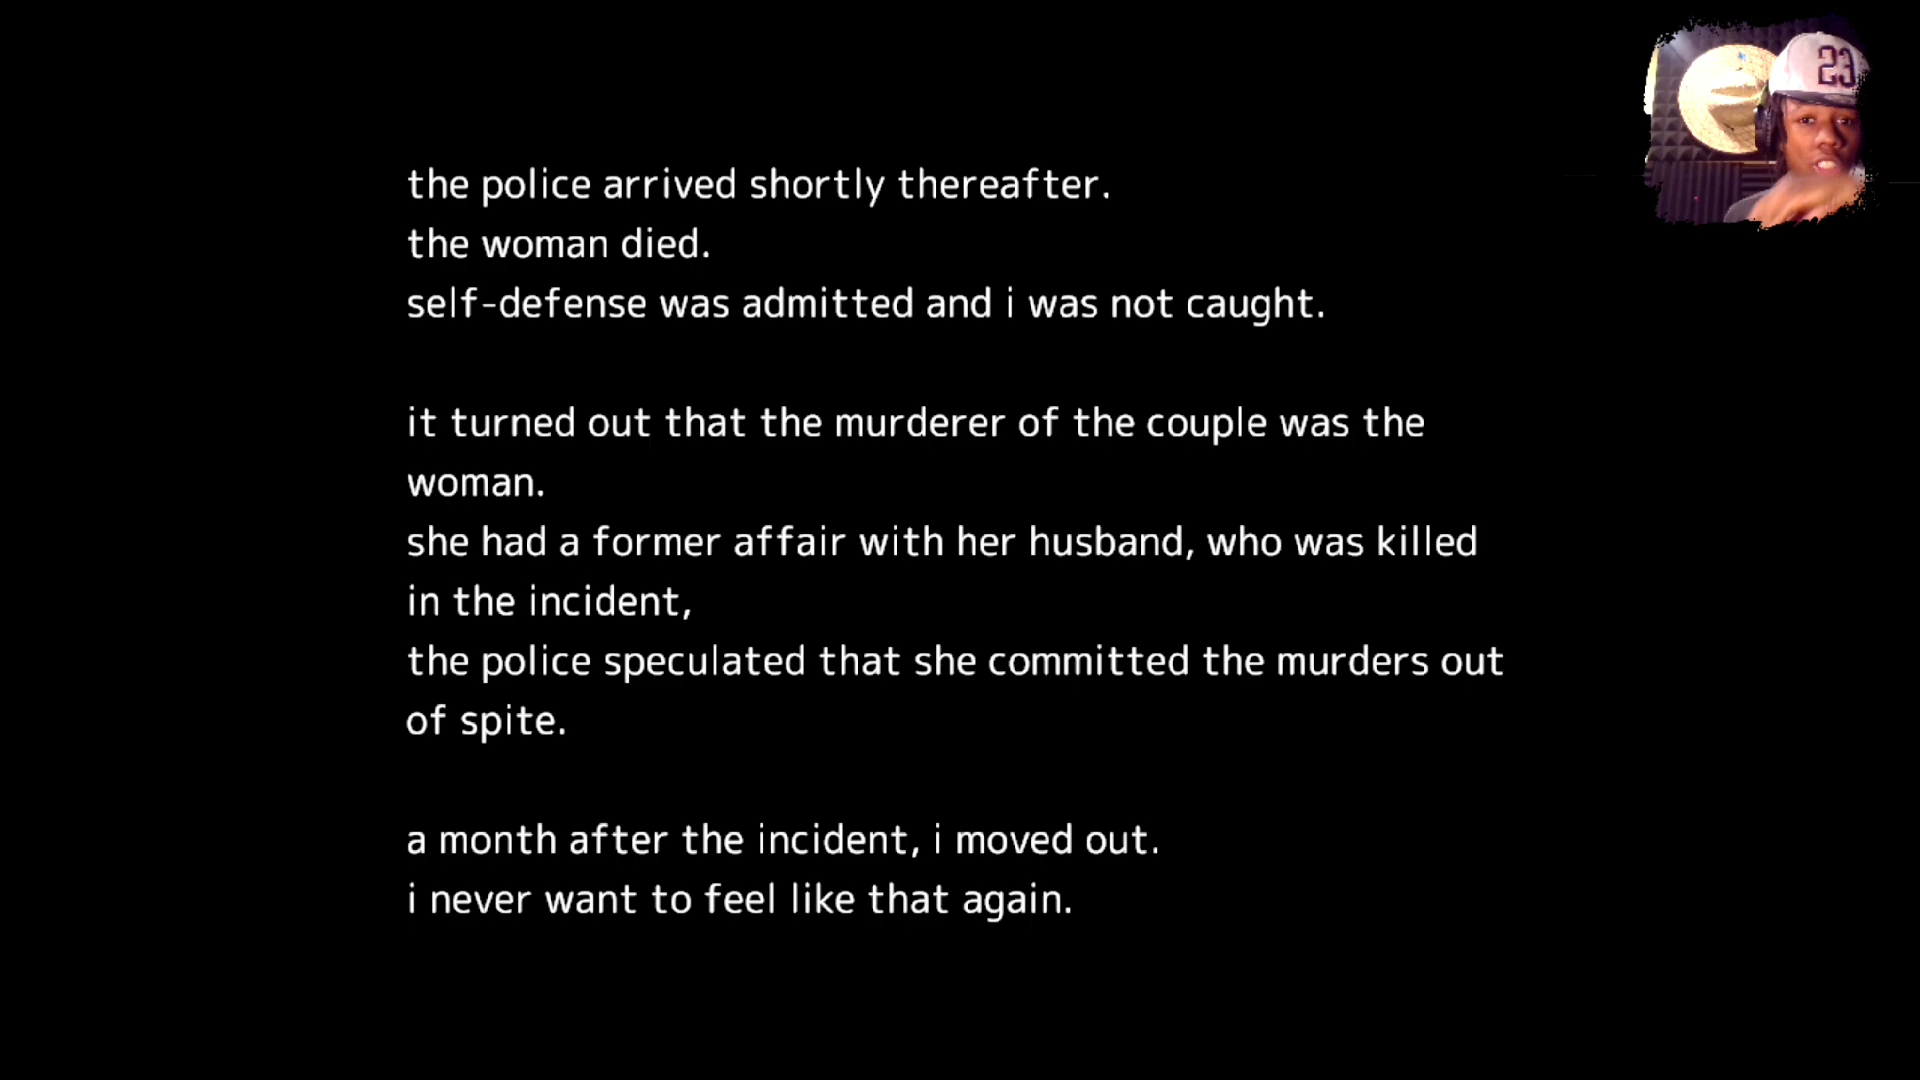 23
the police arrived shortly thereafter.
the woman died.
self-defense was admitted and i was not caught.
it turned out that the murderer of the couple was the
woman.
she had a former affair with her husband, who was killed
in the incident,
the police speculated that she committed the murders out
of spite.
a month after the incident, i moved out.
i never want to feel like that again.